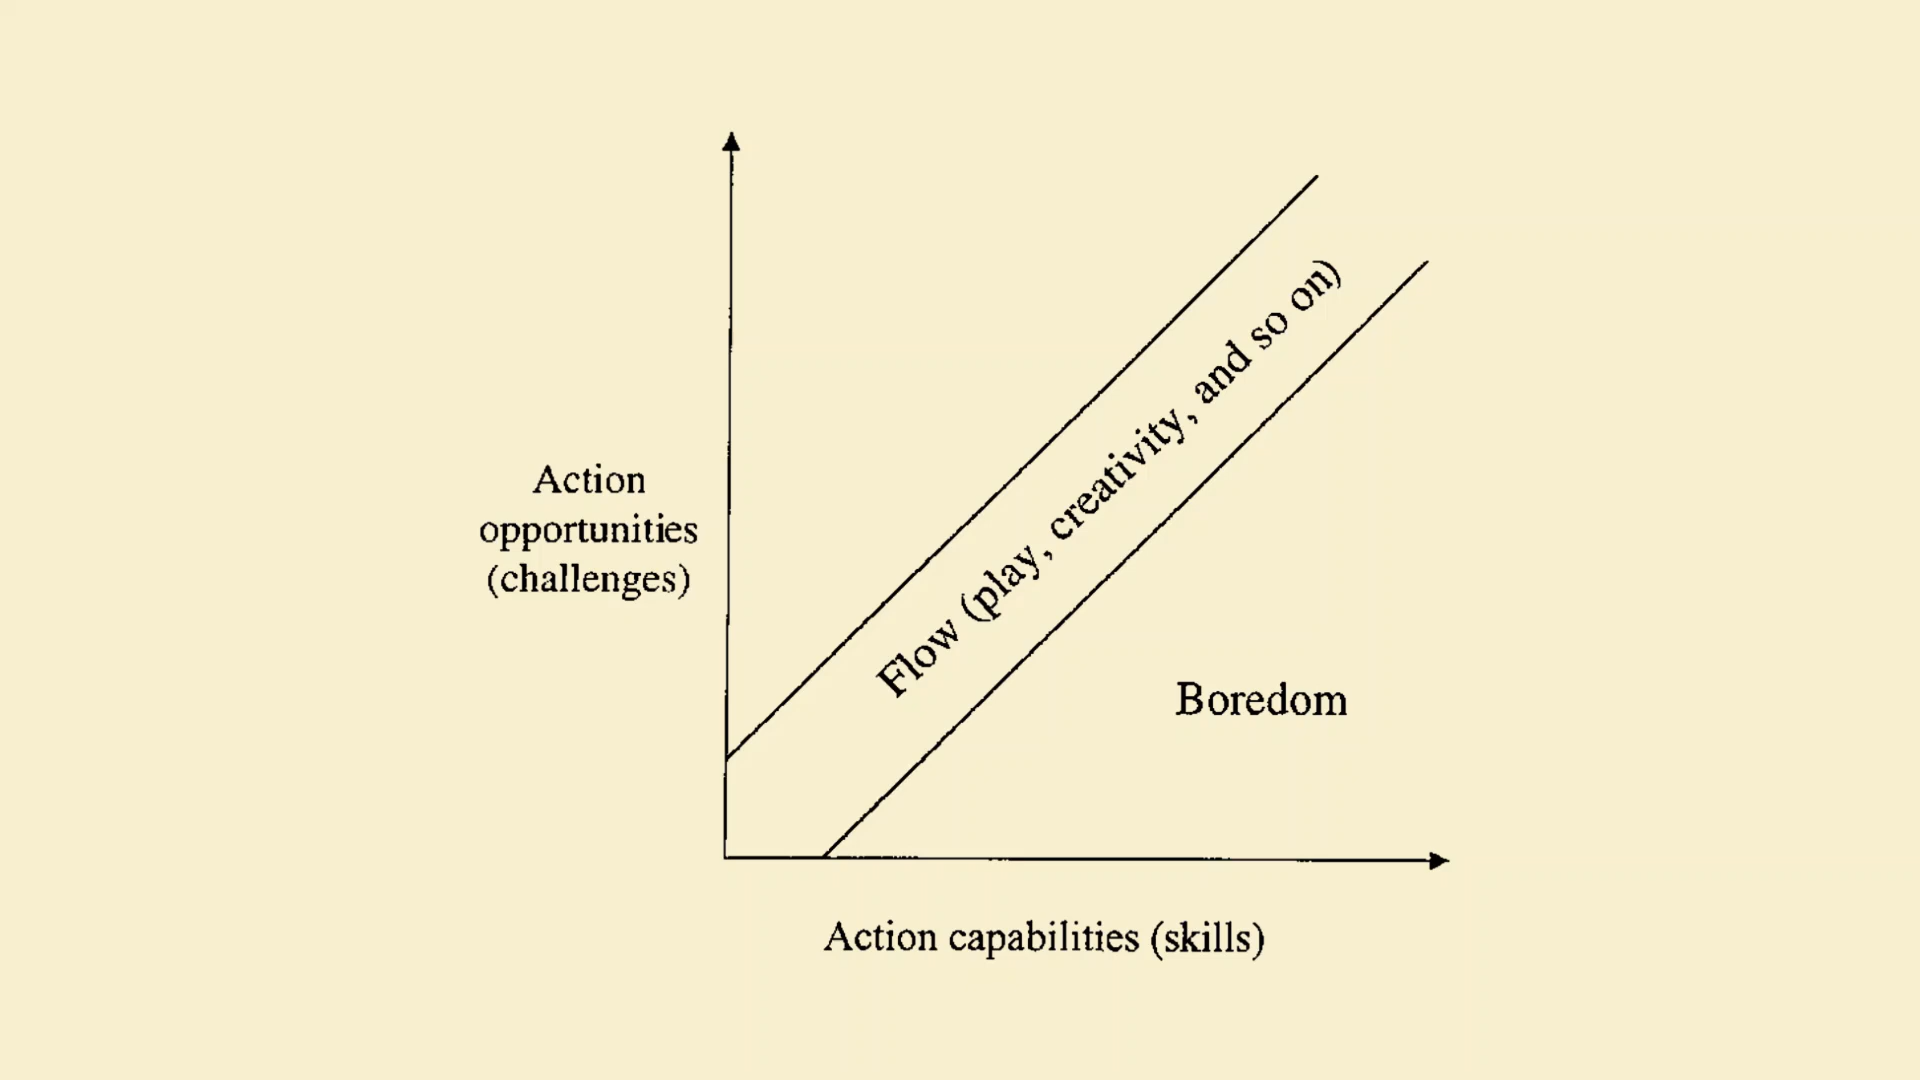 Action
opportunities
(challenges)
Flow (play, creativity, and so on)
Boredom
Action capabilities (skills)